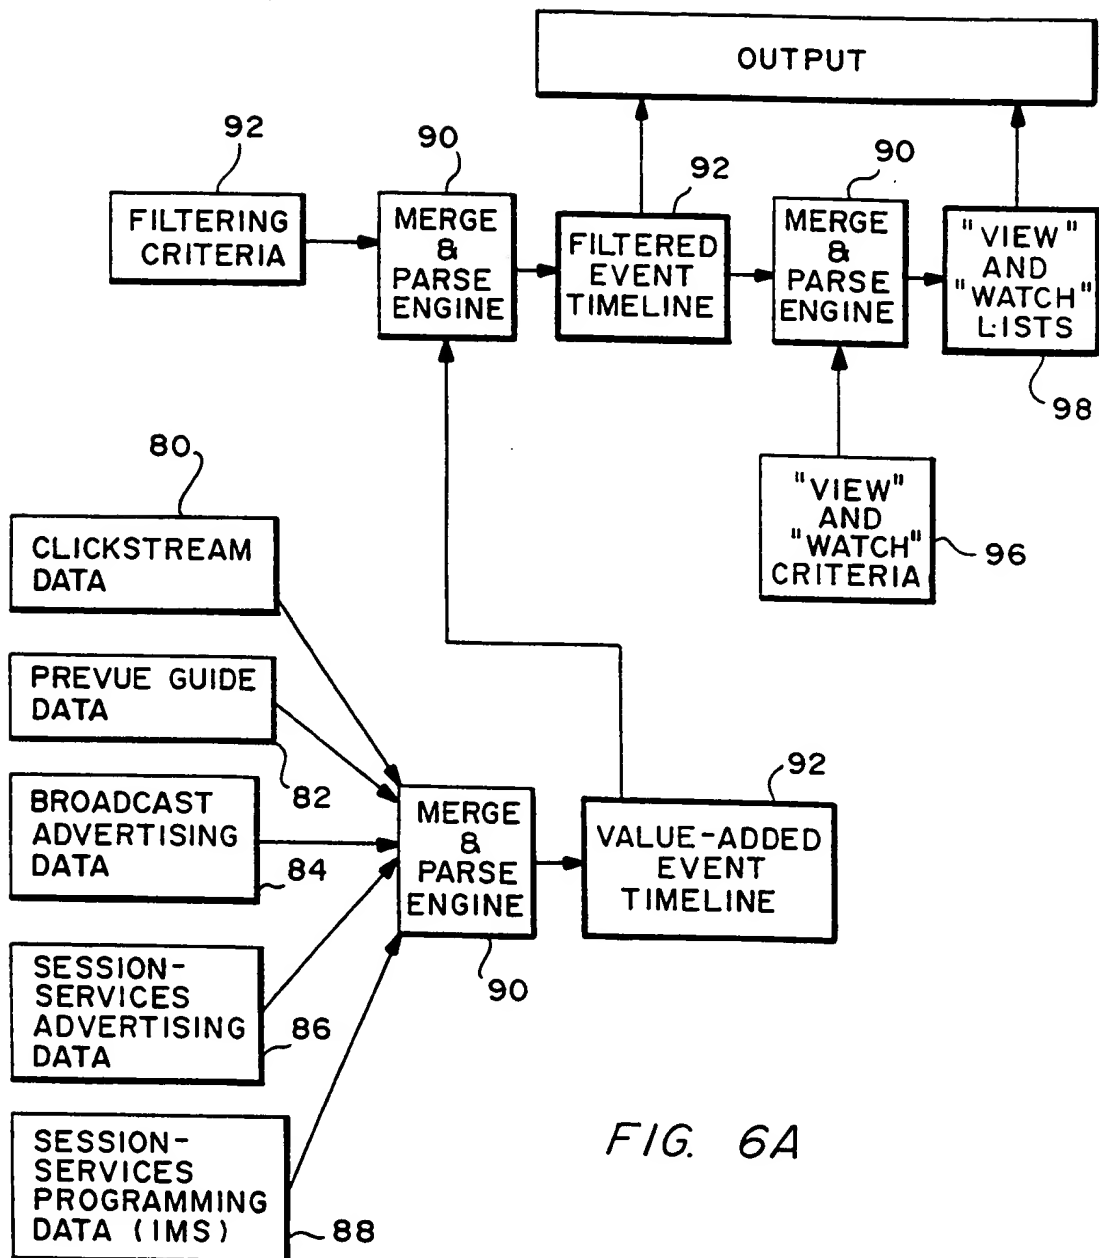 OUTPUT
92
FILTERING
CRITERIA
90
MERGE
&
PARSE
ENGINE
92
FILTERED
EVENT
TIMELINE
90
MERGE
&
PARSE
ENGINE
"VIEW"
AND
"WATCH"
LISTS
98
"VIEW"
AND
"WATCH"
CRITERIA
96
80
CLICKSTREAM
DATA
PREVUE GUIDE
DATA
82
BROADCAST
ADVERTISING
DATA
84
SESSION-
SERVICES
ADVERTISING
DATA
86
SESSION-
SERVICES
PROGRAMMING
DATA (IMS)
88
MERGE
&
PARSE
ENGINE
90
92
VALUE-ADDED
EVENT
TIMELINE
FIG. 6A